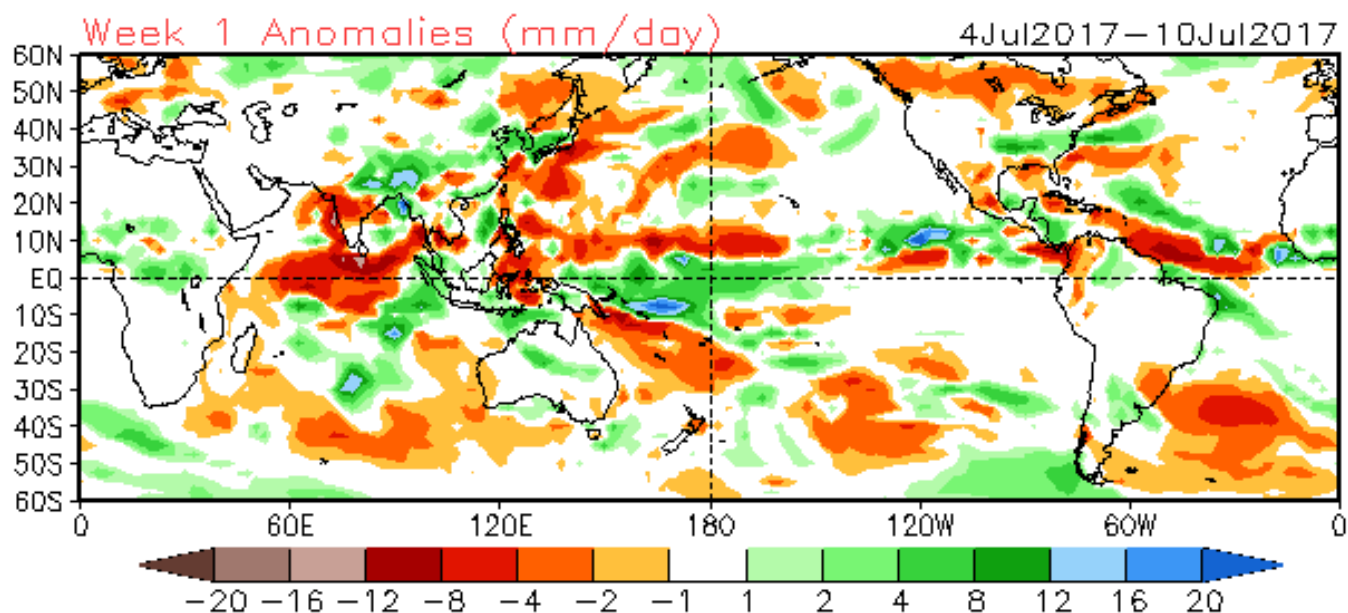 Week 1 Anomalies (mm/day) 4Jul2017−10Jul2017
60N
50N
40N
30N
20N
10N
EQ
10S
20S
30S
40S
50S
60S
0 60E 120E 180 120W 60W 0
−20 −16 −12 −8 −4 −2 −1 1 2 4 8 12 16 20